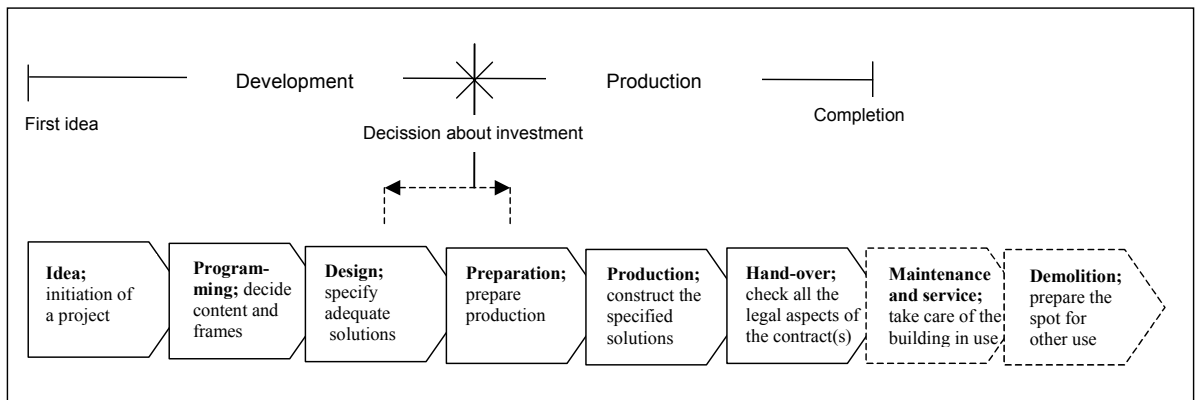 Development
Production
First idea
Completion
Decission about investment
Idea;
initiation of
a project
Program-
ming; decide
content and
frames
Design;
specify
adequate
solutions
Preparation;
prepare
production
Production;
construct the
specified
solutions
Hand-over;
check all the
legal aspects of
the contract(s)
Maintenance
and service;
take care of the
building in use
Demolition;
prepare the
spot for
other use